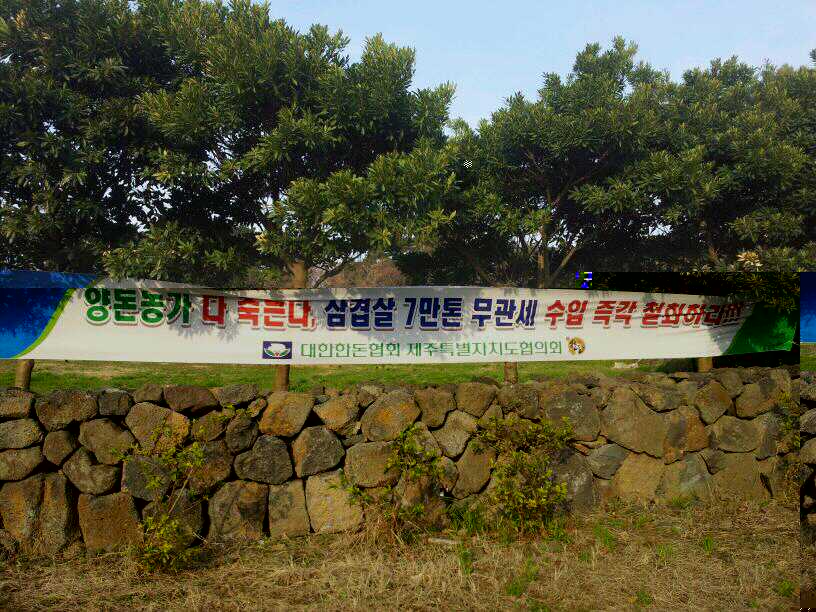 양돈농가 다 죽른다, 삼겹살 7만톤 무관세 수입 즉각 철회하라!!!
대한한돈협회 제주특별자치도협의회